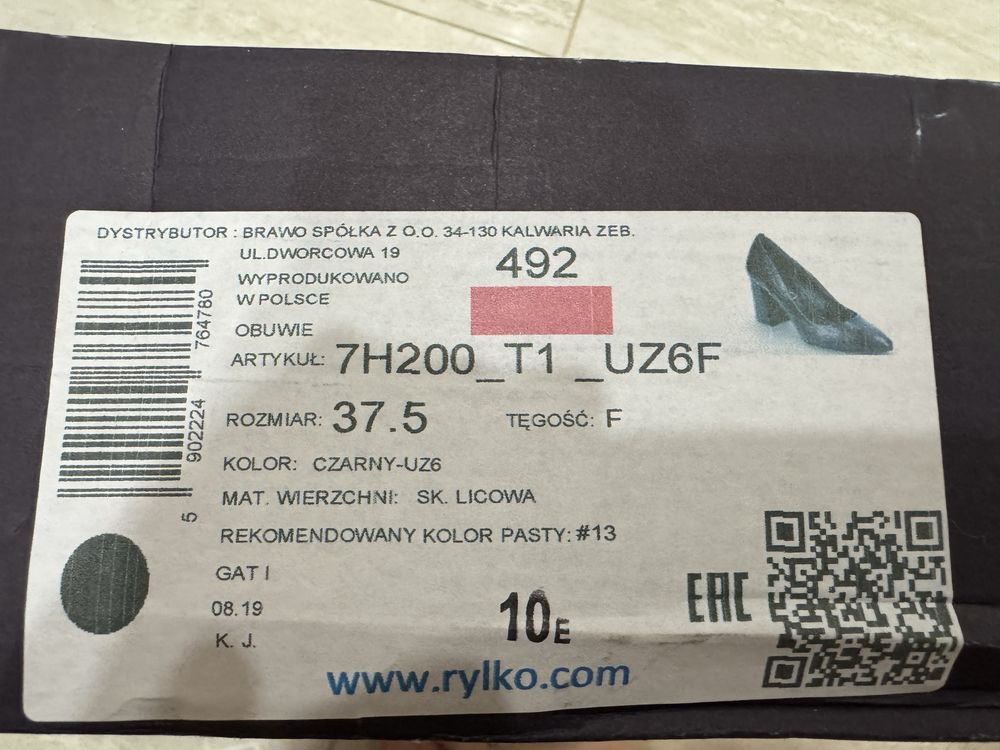 DYSTRYBUTOR : BRAWO SPÓŁKA Z O.O. 34-130 KALWARIA ZEB.
UL.DWORCOWA 19
492
WYPRODUKOWANO
W POLSCE
OBUWIE
ARTYKUŁ: 7H200_T1 _UZ6F
ROZMIAR: 37.5 TĘGOŚĆ: F
KOLOR: CZARNY-UZ6
MAT. WIERZCHNI: SK. LICOWA
REKOMENDOWANY KOLOR PASTY: #13
GAT I
08.19
K. J.
10E
EAC
www.rylko.com
5 902224 764780